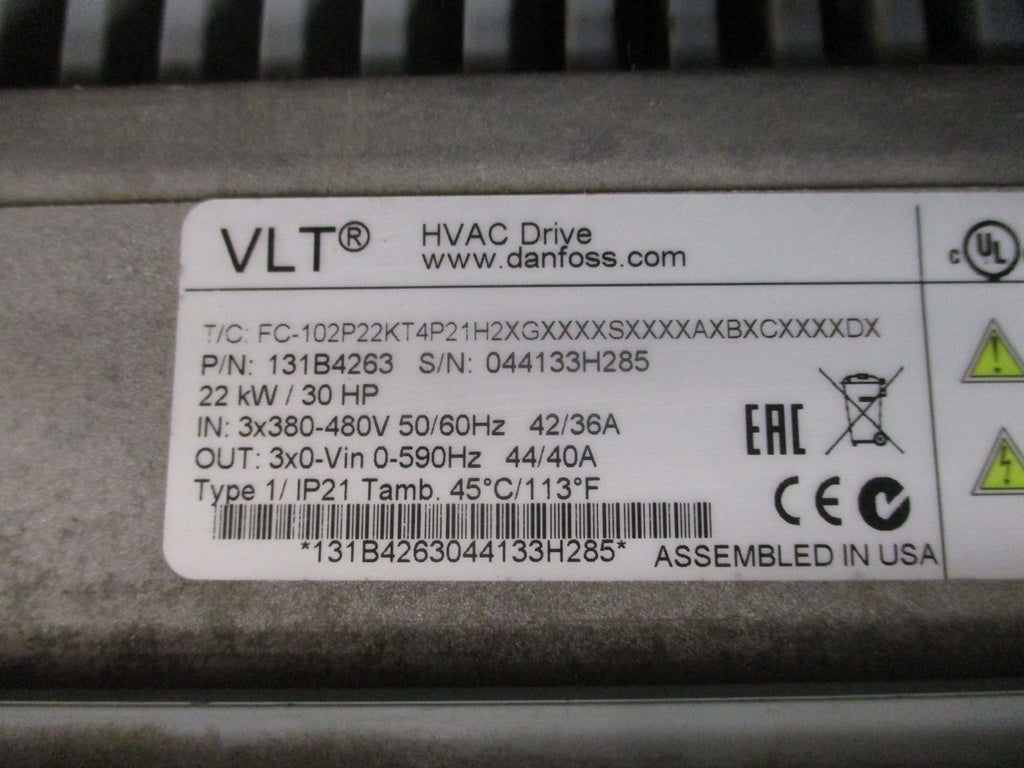 VLT® HVAC Drive
www.danfoss.com
c UL
T/C: FC-102P22KT4P21H2XGXXXXSXXXXAXBXCXXXXDX
P/N: 131B4263 S/N: 044133H285
22 kW / 30 HP
IN: 3x380-480V 50/60Hz 42/36A
OUT: 3x0-Vin 0-590Hz 44/40A
Type 1/ IP21 Tamb. 45°C/113°F
*131B4263044133H285*
EAC
CE
ASSEMBLED IN USA